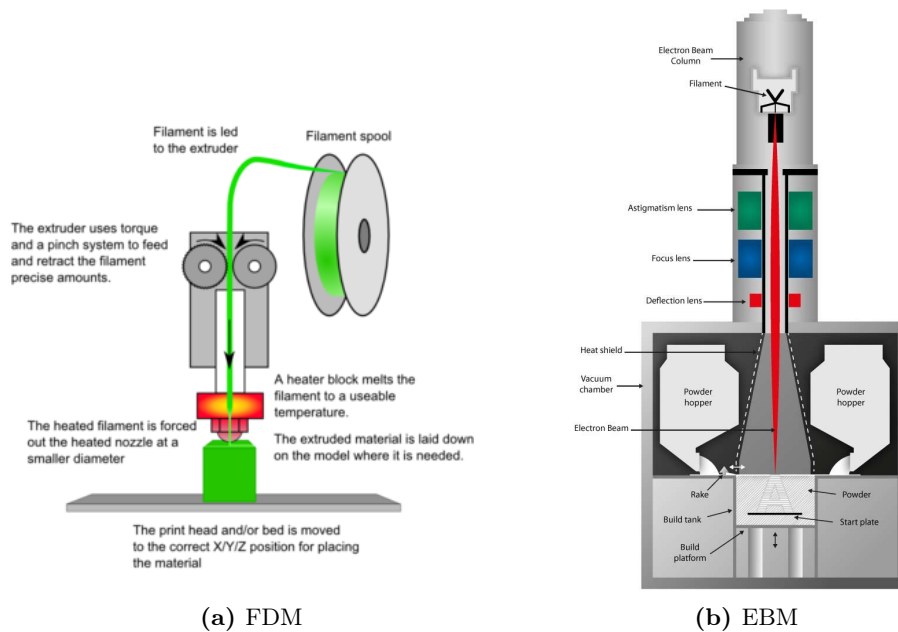 Filament is led
to the extruder
Filament spool
The extruder uses torque
and a pinch system to feed
and retract the filament
precise amounts.
A heater block melts the
filament to a useable
temperature.
The heated filament is forced
out the heated nozzle at a
smaller diameter
The extruded material is laid down
on the model where it is needed.
The print head and/or bed is moved
to the correct X/Y/Z position for placing
the material
(a) FDM
Electron Beam
Column
Filament
Astigmatism lens
Focus lens
Deflection lens
Heat shield
Vacuum
chamber
Powder
hopper
Powder
hopper
Electron Beam
Rake
Powder
Build tank
Start plate
Build
platform
(b) EBM